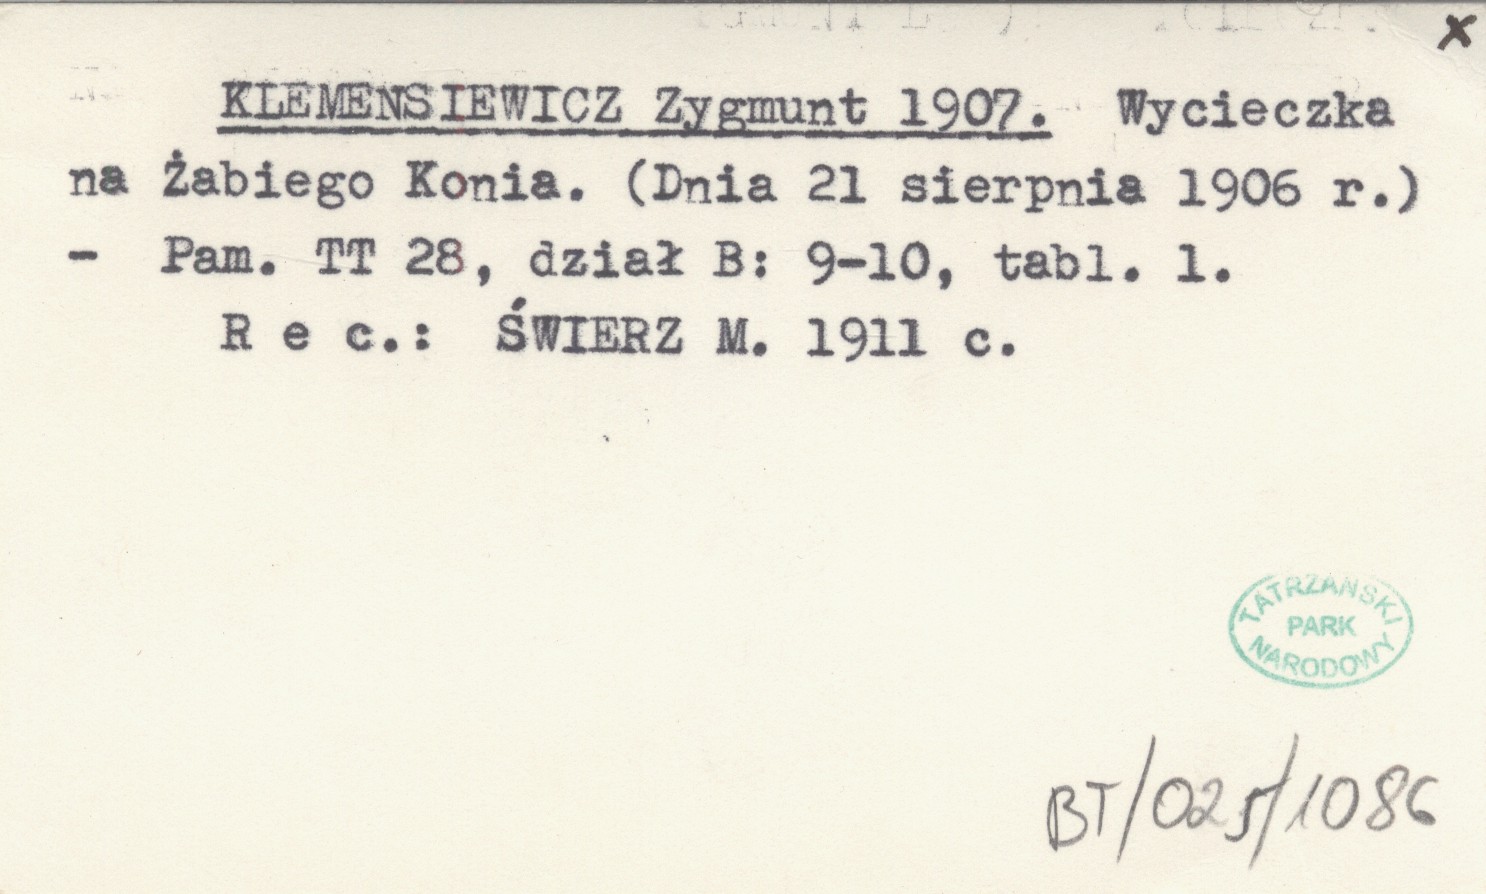 x
KLEMENSIEWICZ Zygmunt 1907. Wycieczka
na Żabiego Konia. (Dnia 21 sierpnia 1906 r.)
- Pam. TT 28, dział B: 9-10, tabl. 1.
R e c.: ŚWIERZ M. 1911 c.
TATRZAŃSKI
PARK
NARODOWY
BT/025/1086